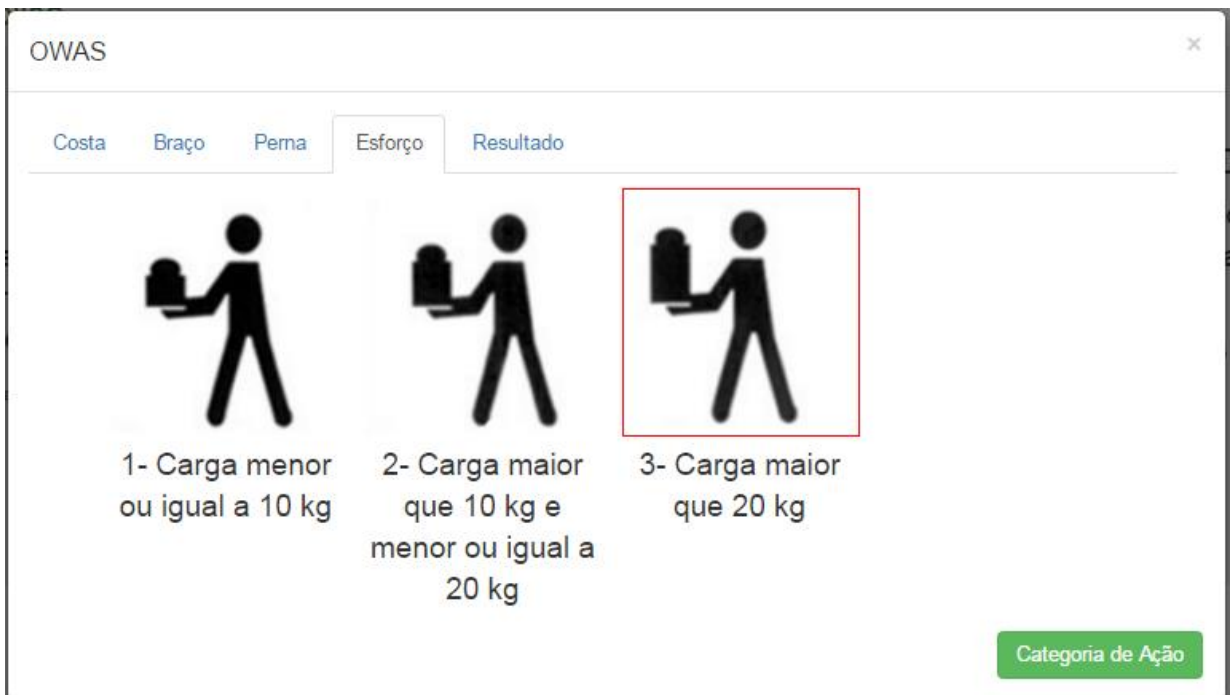 OWAS
×
Costa Braço Perna Esforço Resultado
1- Carga menor
ou igual a 10 kg
2- Carga maior
que 10 kg e
menor ou igual a
20 kg
3- Carga maior
que 20 kg
Categoria de Ação